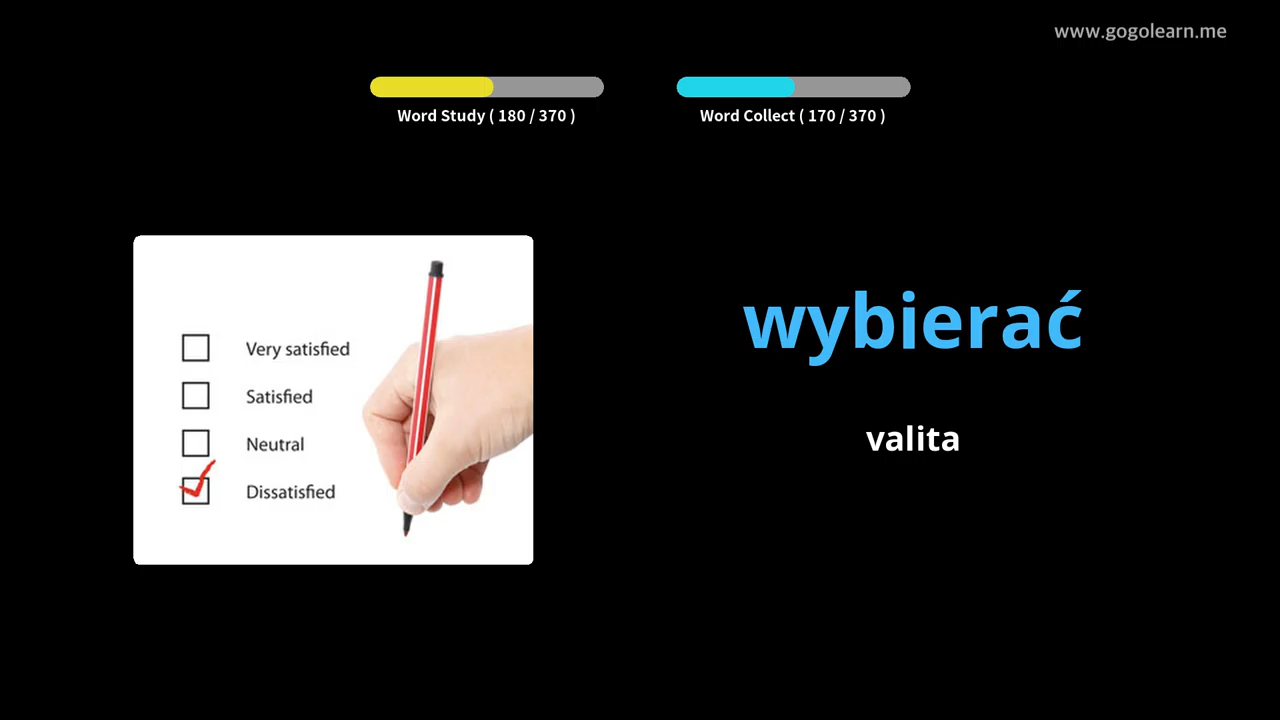 www.gogolearn.me
Word Study ( 180 / 370 )
Word Collect ( 170 / 370 )
Very satisfied
Satisfied
Neutral
Dissatisfied
wybierać
valita